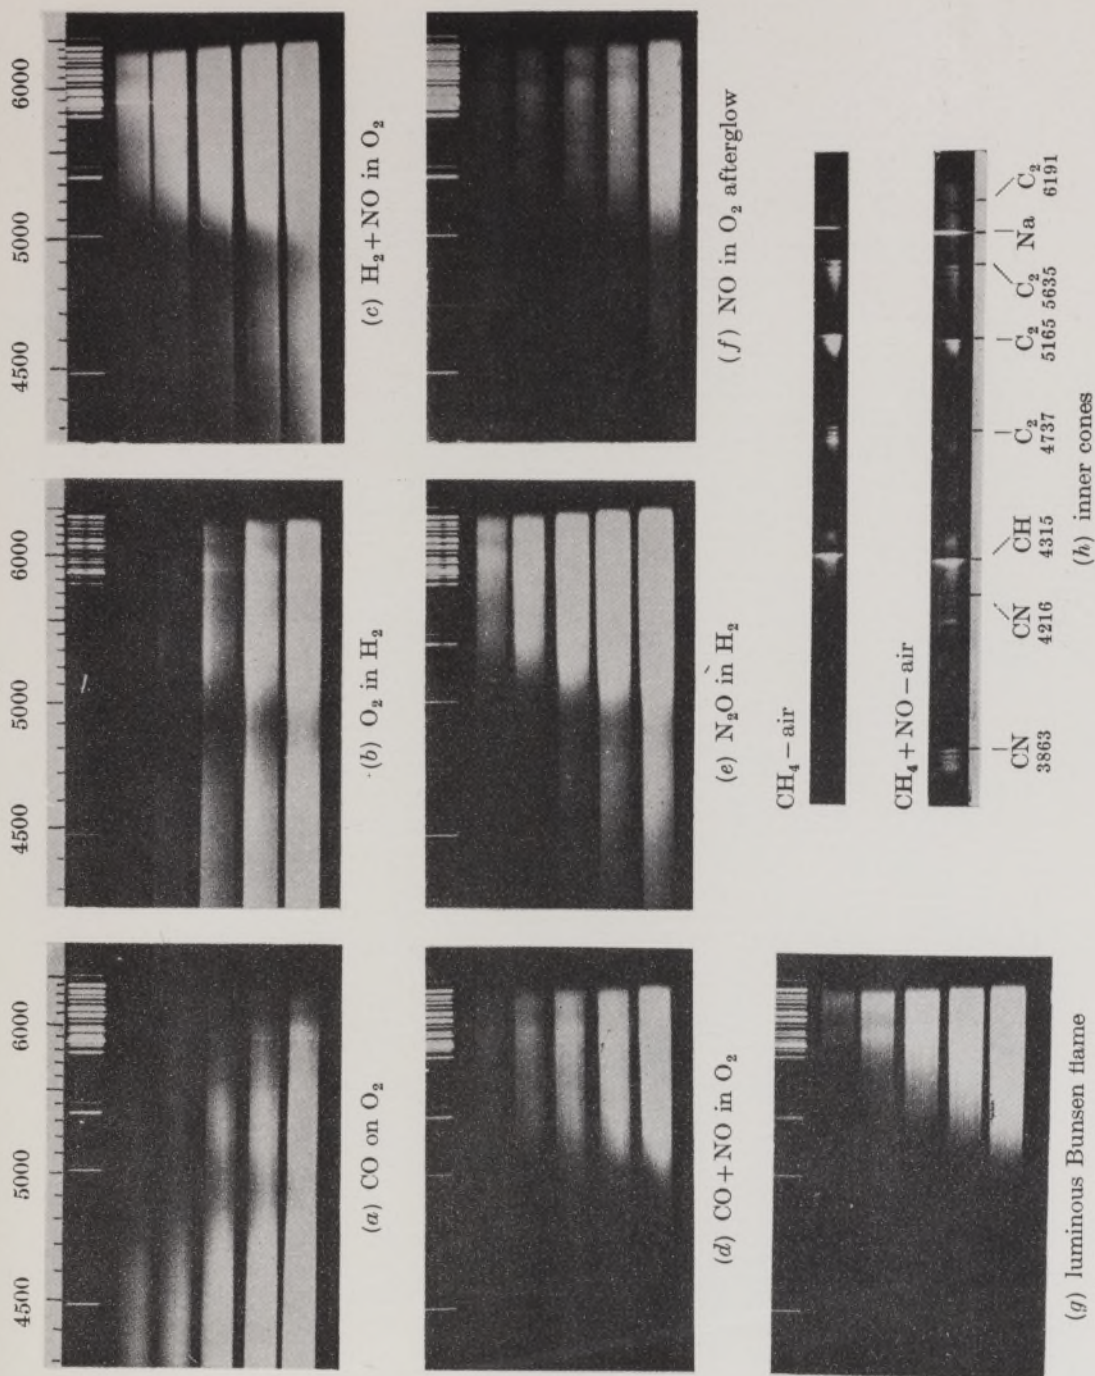 4500 5000 6000 4500 5000 6000 4500 5000 6000
(a) CO on O₂
(b) O₂ in H₂
(c) H₂+NO in O₂
(d) CO+NO in O₂
(e) N₂O in H₂
(f) NO in O₂ afterglow
CH₄–air
CH₄+NO–air
CN CN CH C₂ C₂ C₂ Na C₂
3863 4216 4315 4737 5165 5635 6191
(g) luminous Bunsen flame
(h) inner cones